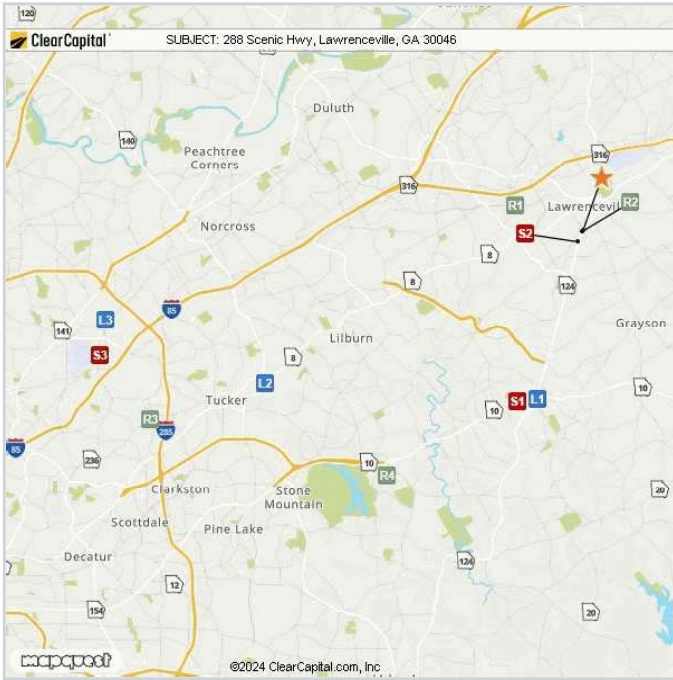 120
ClearCapital
SUBJECT: 288 Scenic Hwy, Lawrenceville, GA 30046
Duluth
140
Peachtree
Corners
316
316
R1
Lawrenceville
R2
Norcross
S2
8
8
124
85
L3
141
Grayson
Lilburn
S3
8
L2
10
Tucker
S1
L1
10
R3
285
85
236
10
R4
Clarkston
Stone
Mountain
20
Scottdale
Pine Lake
Decatur
124
12
154
20
mapquest
©2024 ClearCapital.com, Inc